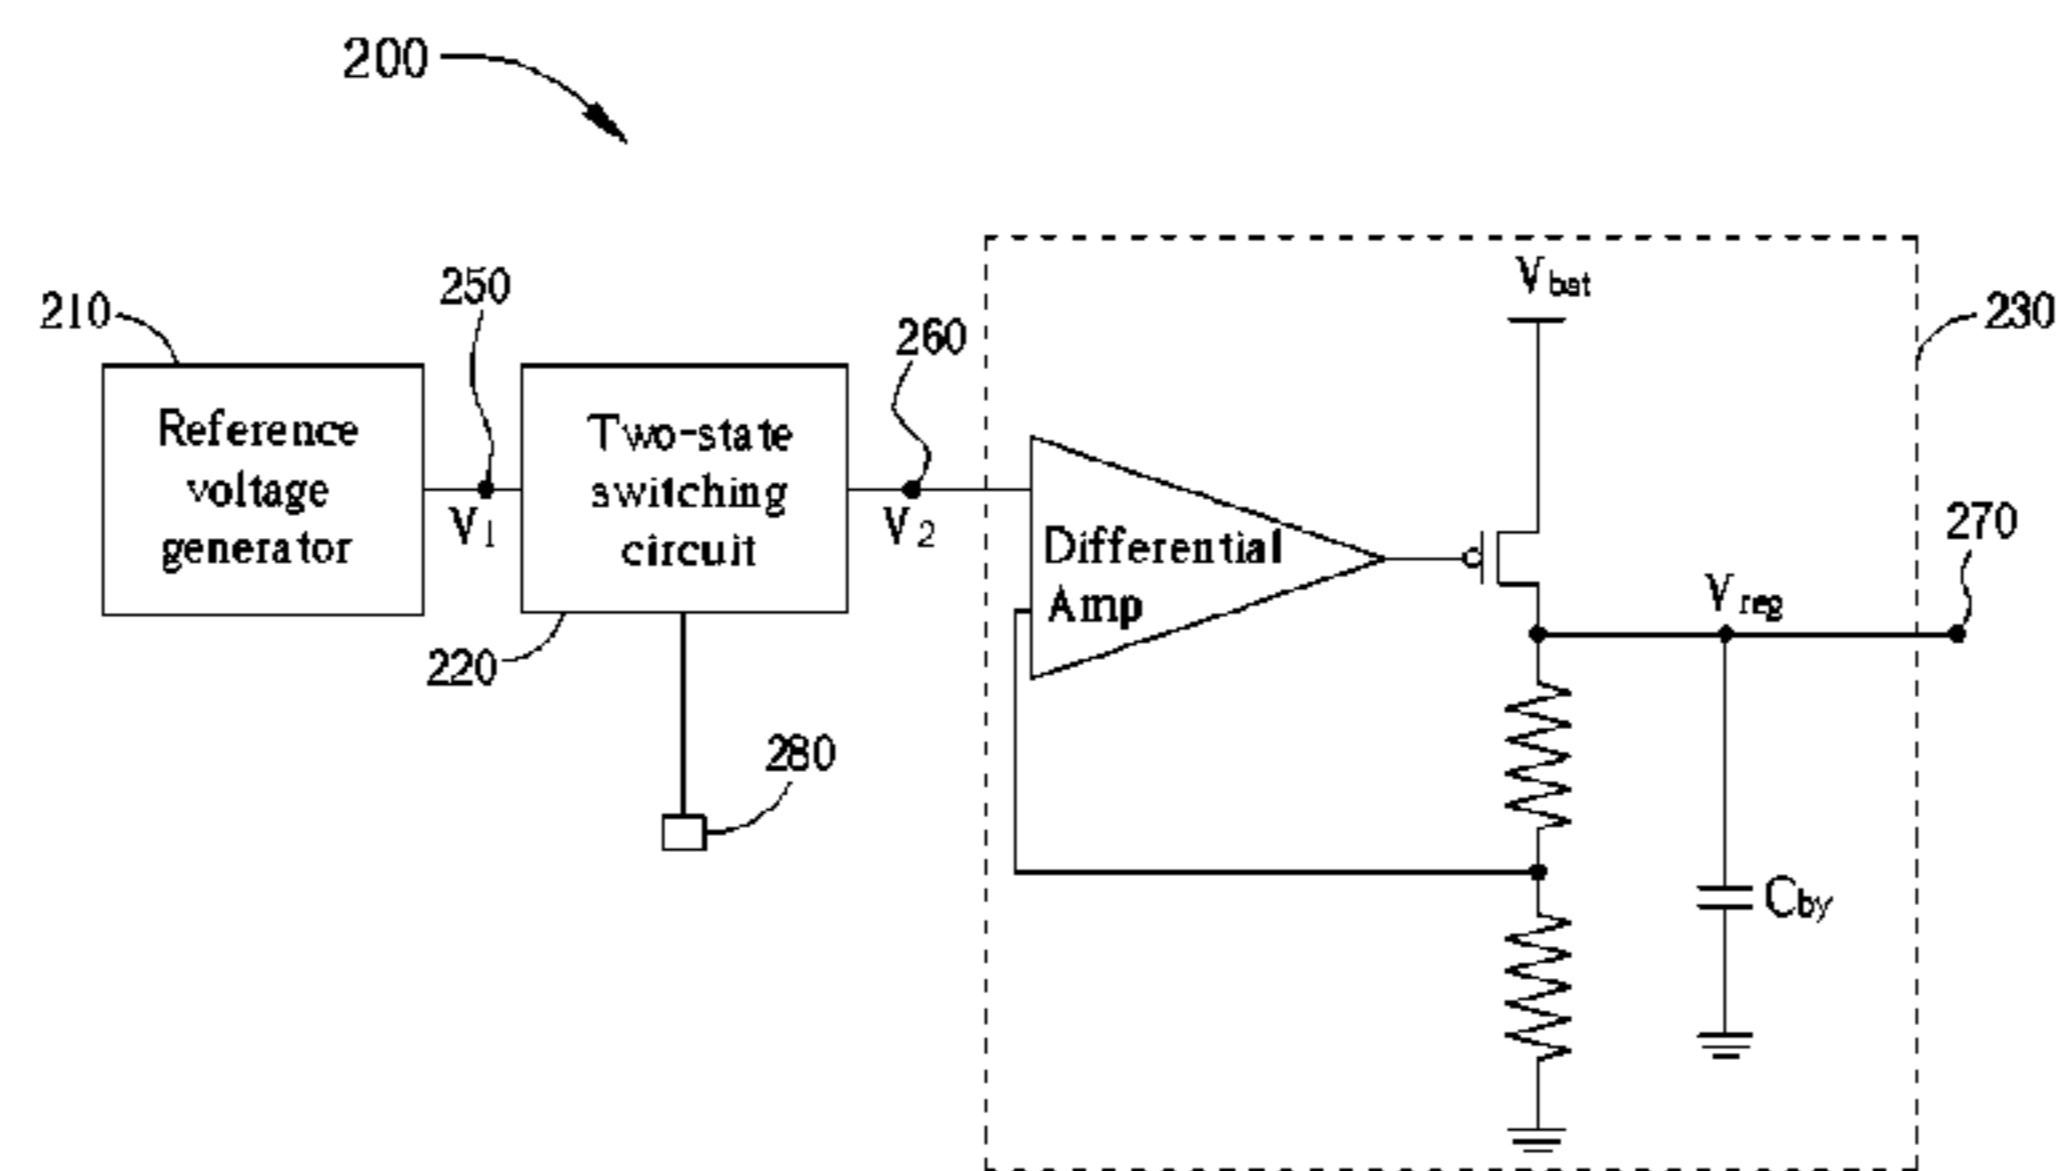 200
210
250
260
230
270
Reference
voltage
generator
V1
Two-state
switching
circuit
V2
220
280
Differential
Amp
Vbat
Vreg
Cby